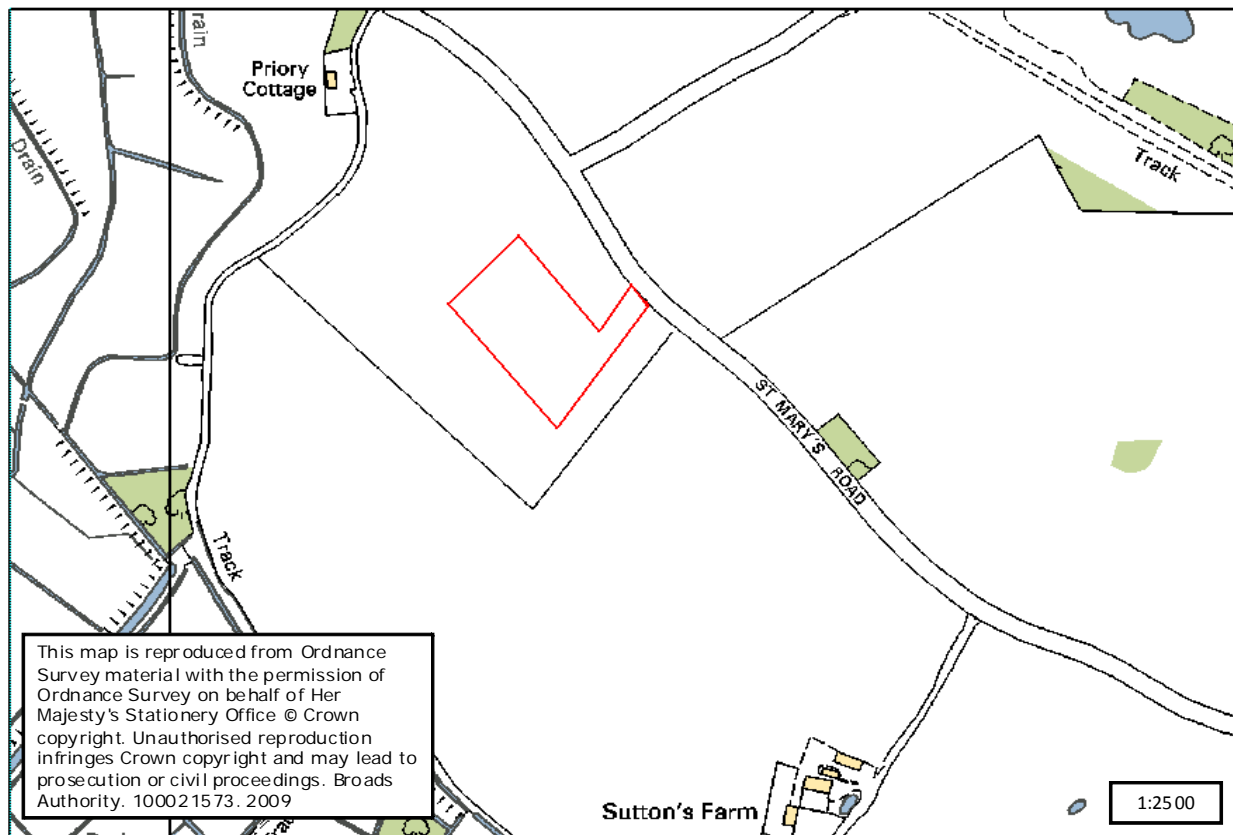 rain
Priory
Cottage
Drain
Track
ST MARY'S ROAD
Track
This map is reproduced from Ordnance
Survey material with the permission of
Ordnance Survey on behalf of Her
Majesty's Stationery Office © Crown
copyright. Unauthorised reproduction
infringes Crown copyright and may lead to
prosecution or civil proceedings. Broads
Authority. 100021573. 2009
Sutton's Farm
1:2500